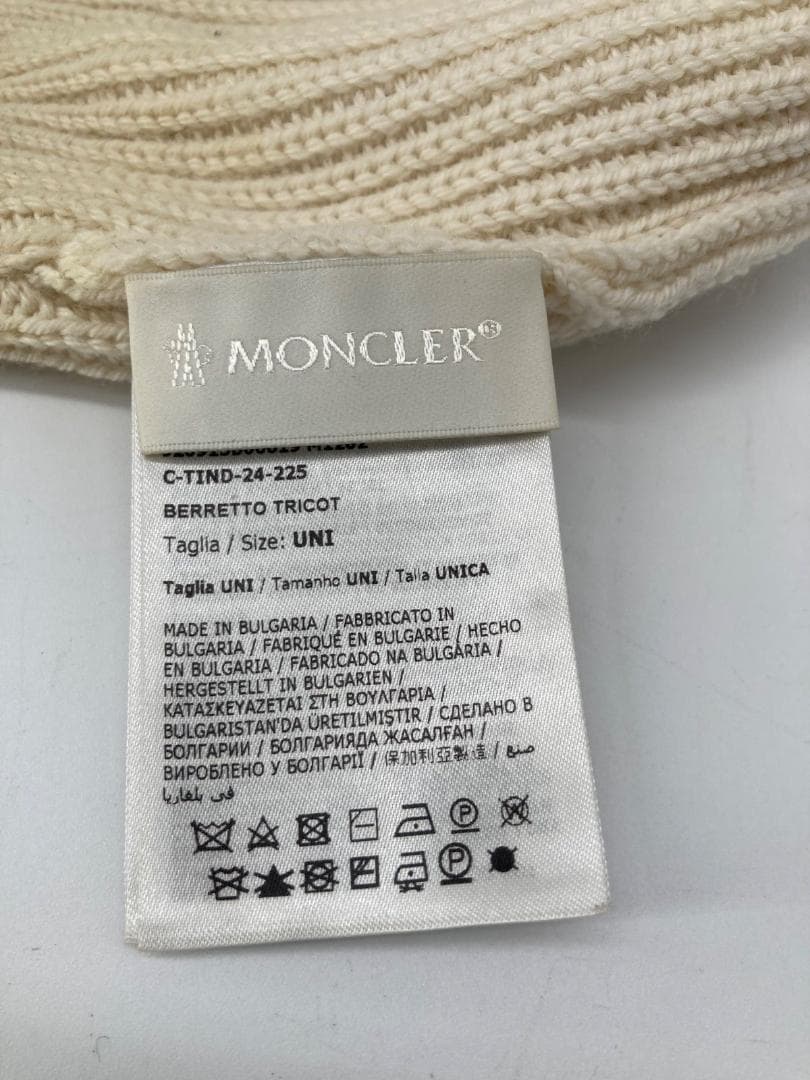 MONCLER
C-TIND-24-225
BERRETTO TRICOT
Taglia / Size: UNI
Taglia UNI / Tamanho UNI / Talla UNICA
MADE IN BULGARIA / FABBRICATO IN
BULGARIA / FABRIQUÉ EN BULGARIE / HECHO
EN BULGARIA / FABRICADO NA BULGÁRIA /
HERGESTELLT IN BULGARIEN /
ΚΑΤΑΣΚΕΥΑΖΕΤΑΙ ΣΤΗ ΒΟΥΛΓΑΡΙΑ /
BULGARISTAN'DA ÜRETILMIŞTIR / СДЕЛАНО В
БОЛГАРИИ / БОЛГАРИЯДА ЖАСАЛҒАН /
ВИРОБЛЕНО У БОЛГАРІЇ / 保加利亞製造 / صنع
في بلغاريا
P
P